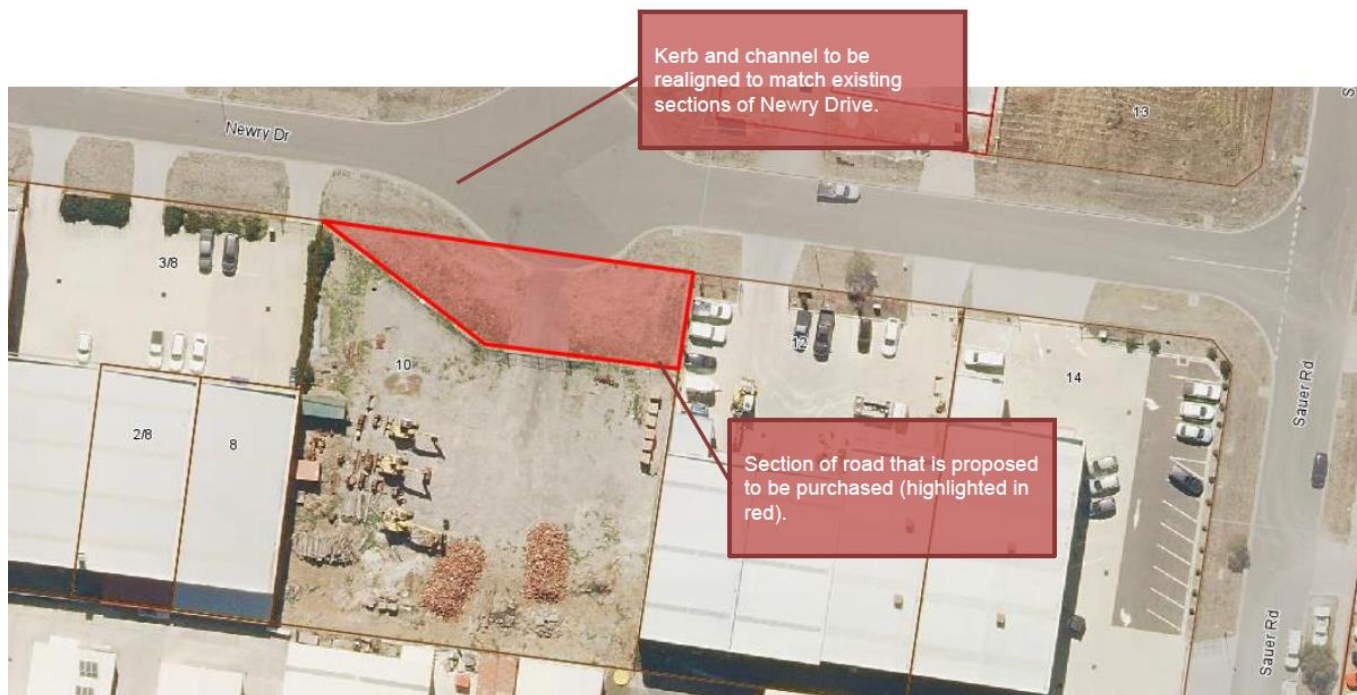 Kerb and channel to be
realigned to match existing
sections of Newry Drive.
Newry Dr
13
S
3/8
12
10
14
2/8
8
Sauer Rd
Section of road that is proposed
to be purchased (highlighted in
red).
Sauer Rd